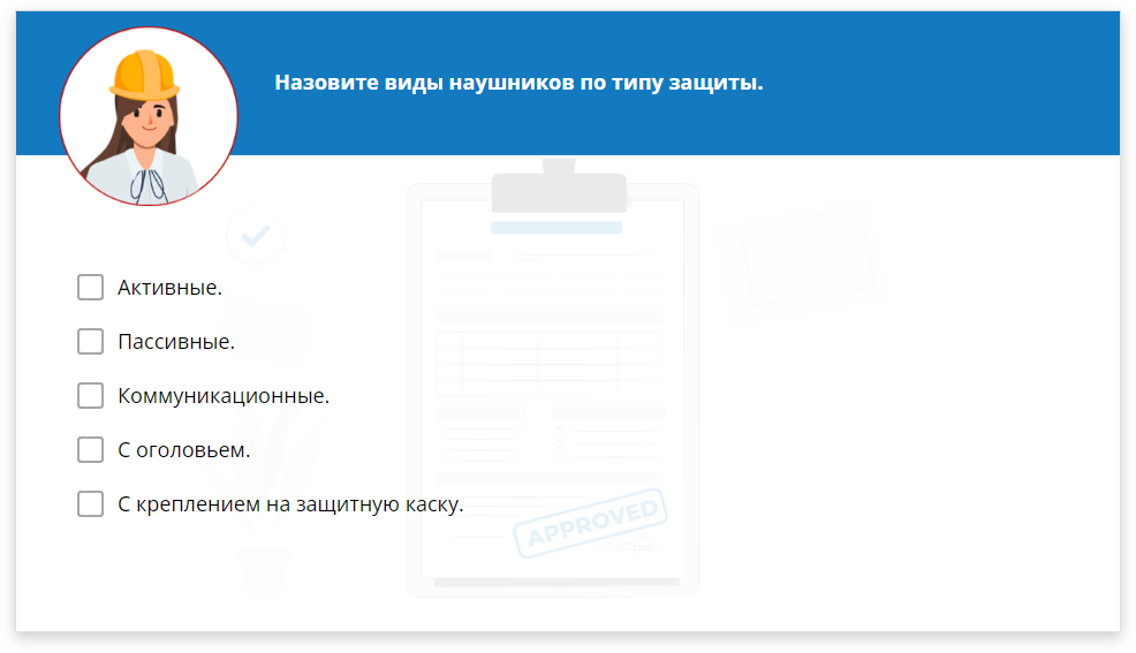 Назовите виды наушников по типу защиты.
Активные.
Пассивные.
Коммуникационные.
С оголовьем.
С креплением на защитную каску.
APPROVED